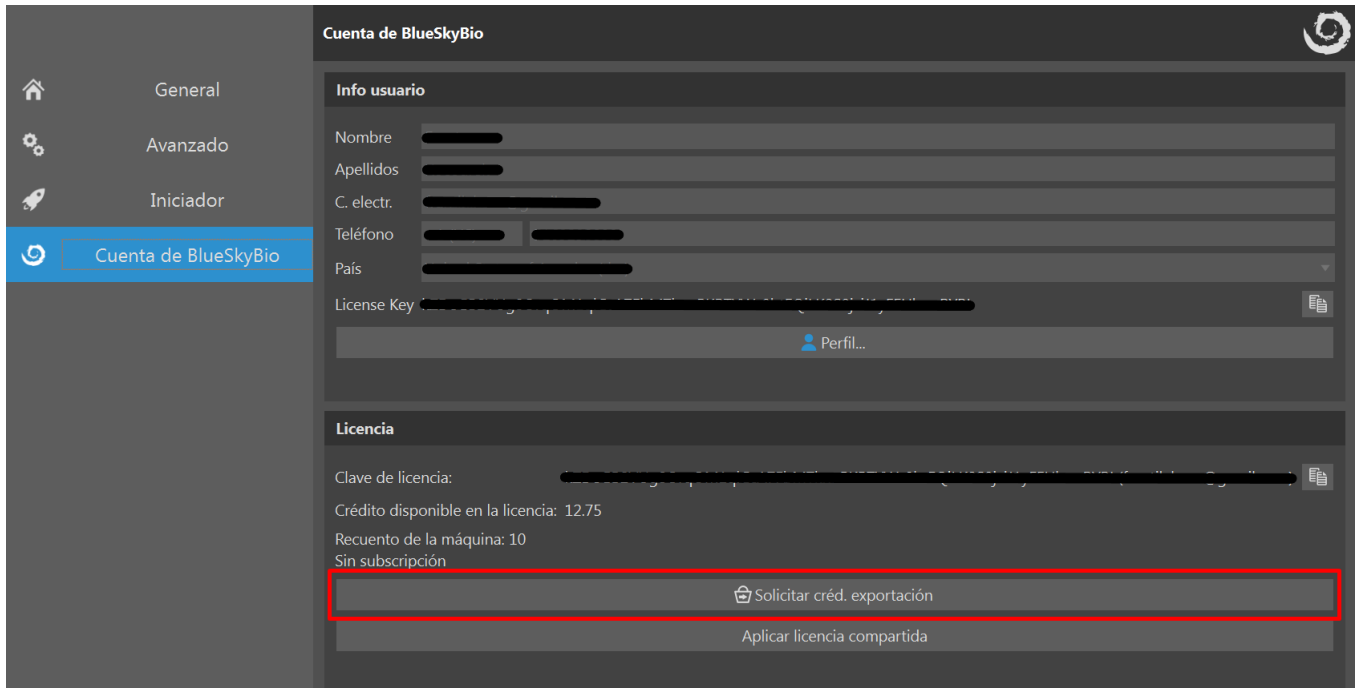 Cuenta de BlueSkyBio
General
Avanzado
Iniciador
Cuenta de BlueSkyBio
Info usuario
Nombre
Apellidos
C. electr.
Teléfono
País
License Key
Perfil...
Licencia
Clave de licencia:
Crédito disponible en la licencia: 12.75
Recuento de la máquina: 10
Sin subscripción
Solicitar créd. exportación
Aplicar licencia compartida